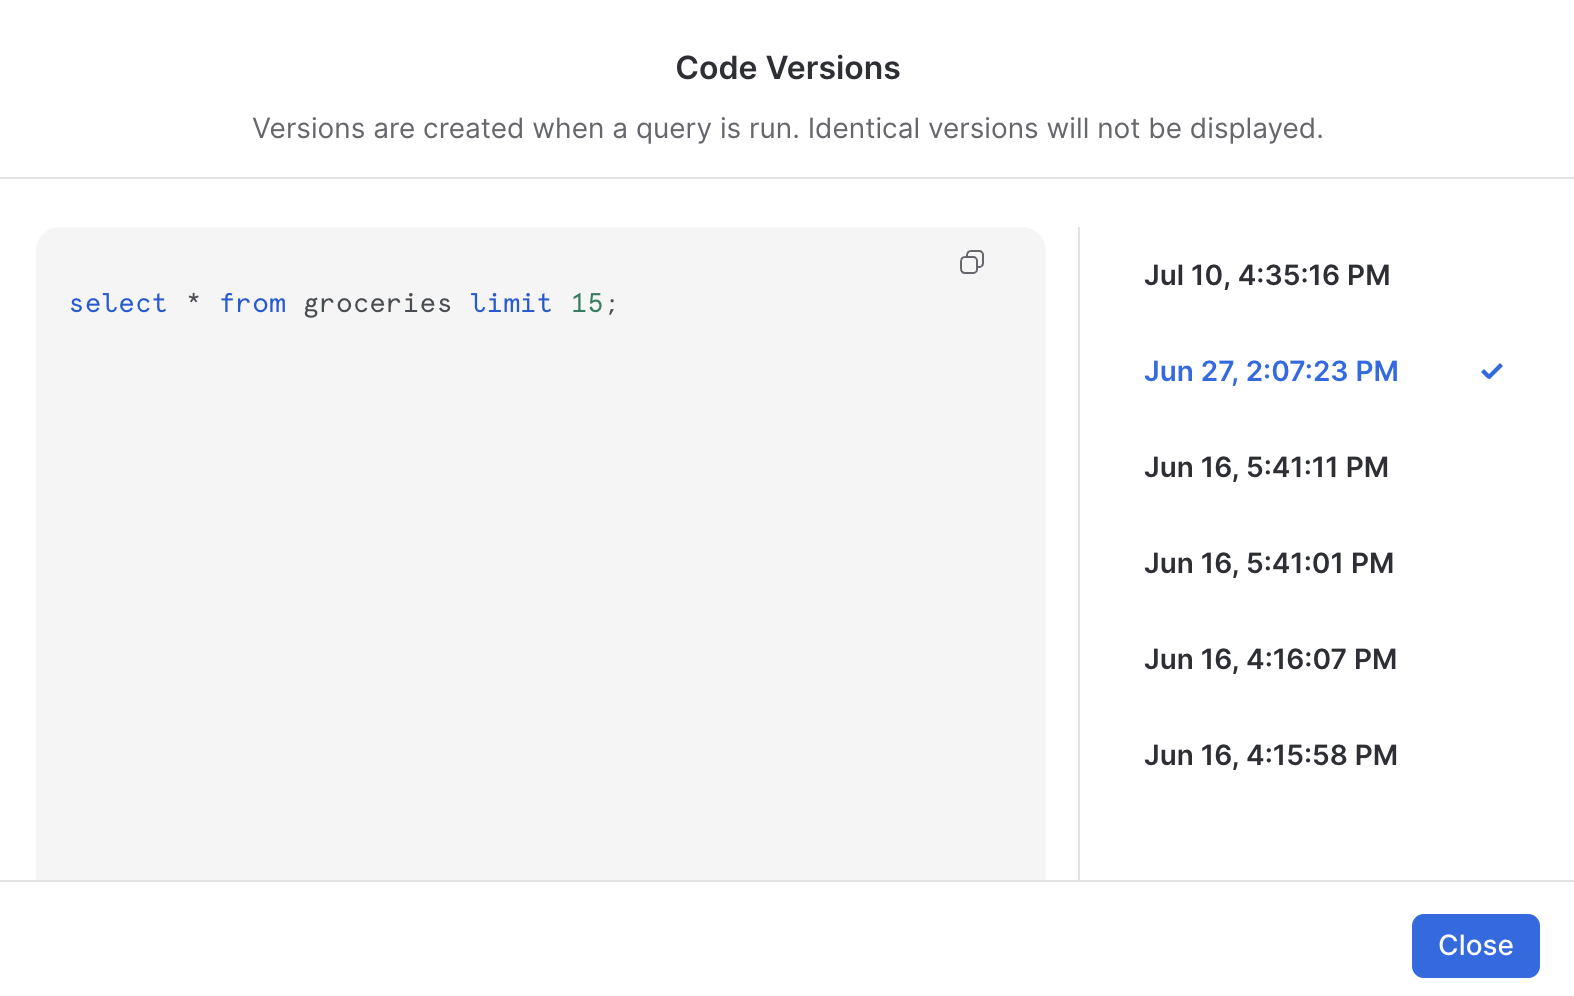 Code Versions
Versions are created when a query is run. Identical versions will not be displayed.
select * from groceries limit 15;
Jul 10, 4:35:16 PM
Jun 27, 2:07:23 PM
Jun 16, 5:41:11 PM
Jun 16, 5:41:01 PM
Jun 16, 4:16:07 PM
Jun 16, 4:15:58 PM
Close